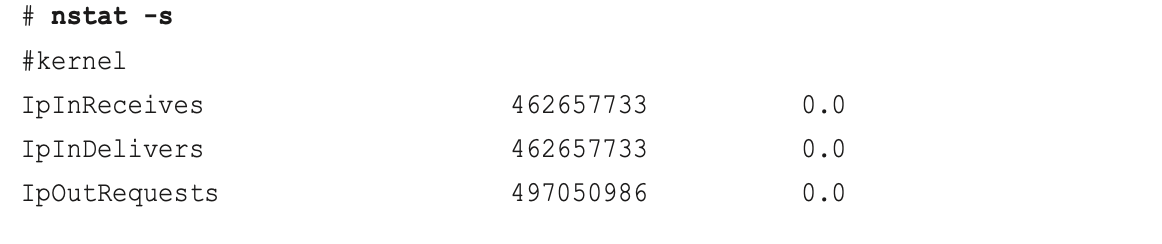 # nstat -s
#kernel
IpInReceives 462657733 0.0
IpInDelivers 462657733 0.0
IpOutRequests 497050986 0.0